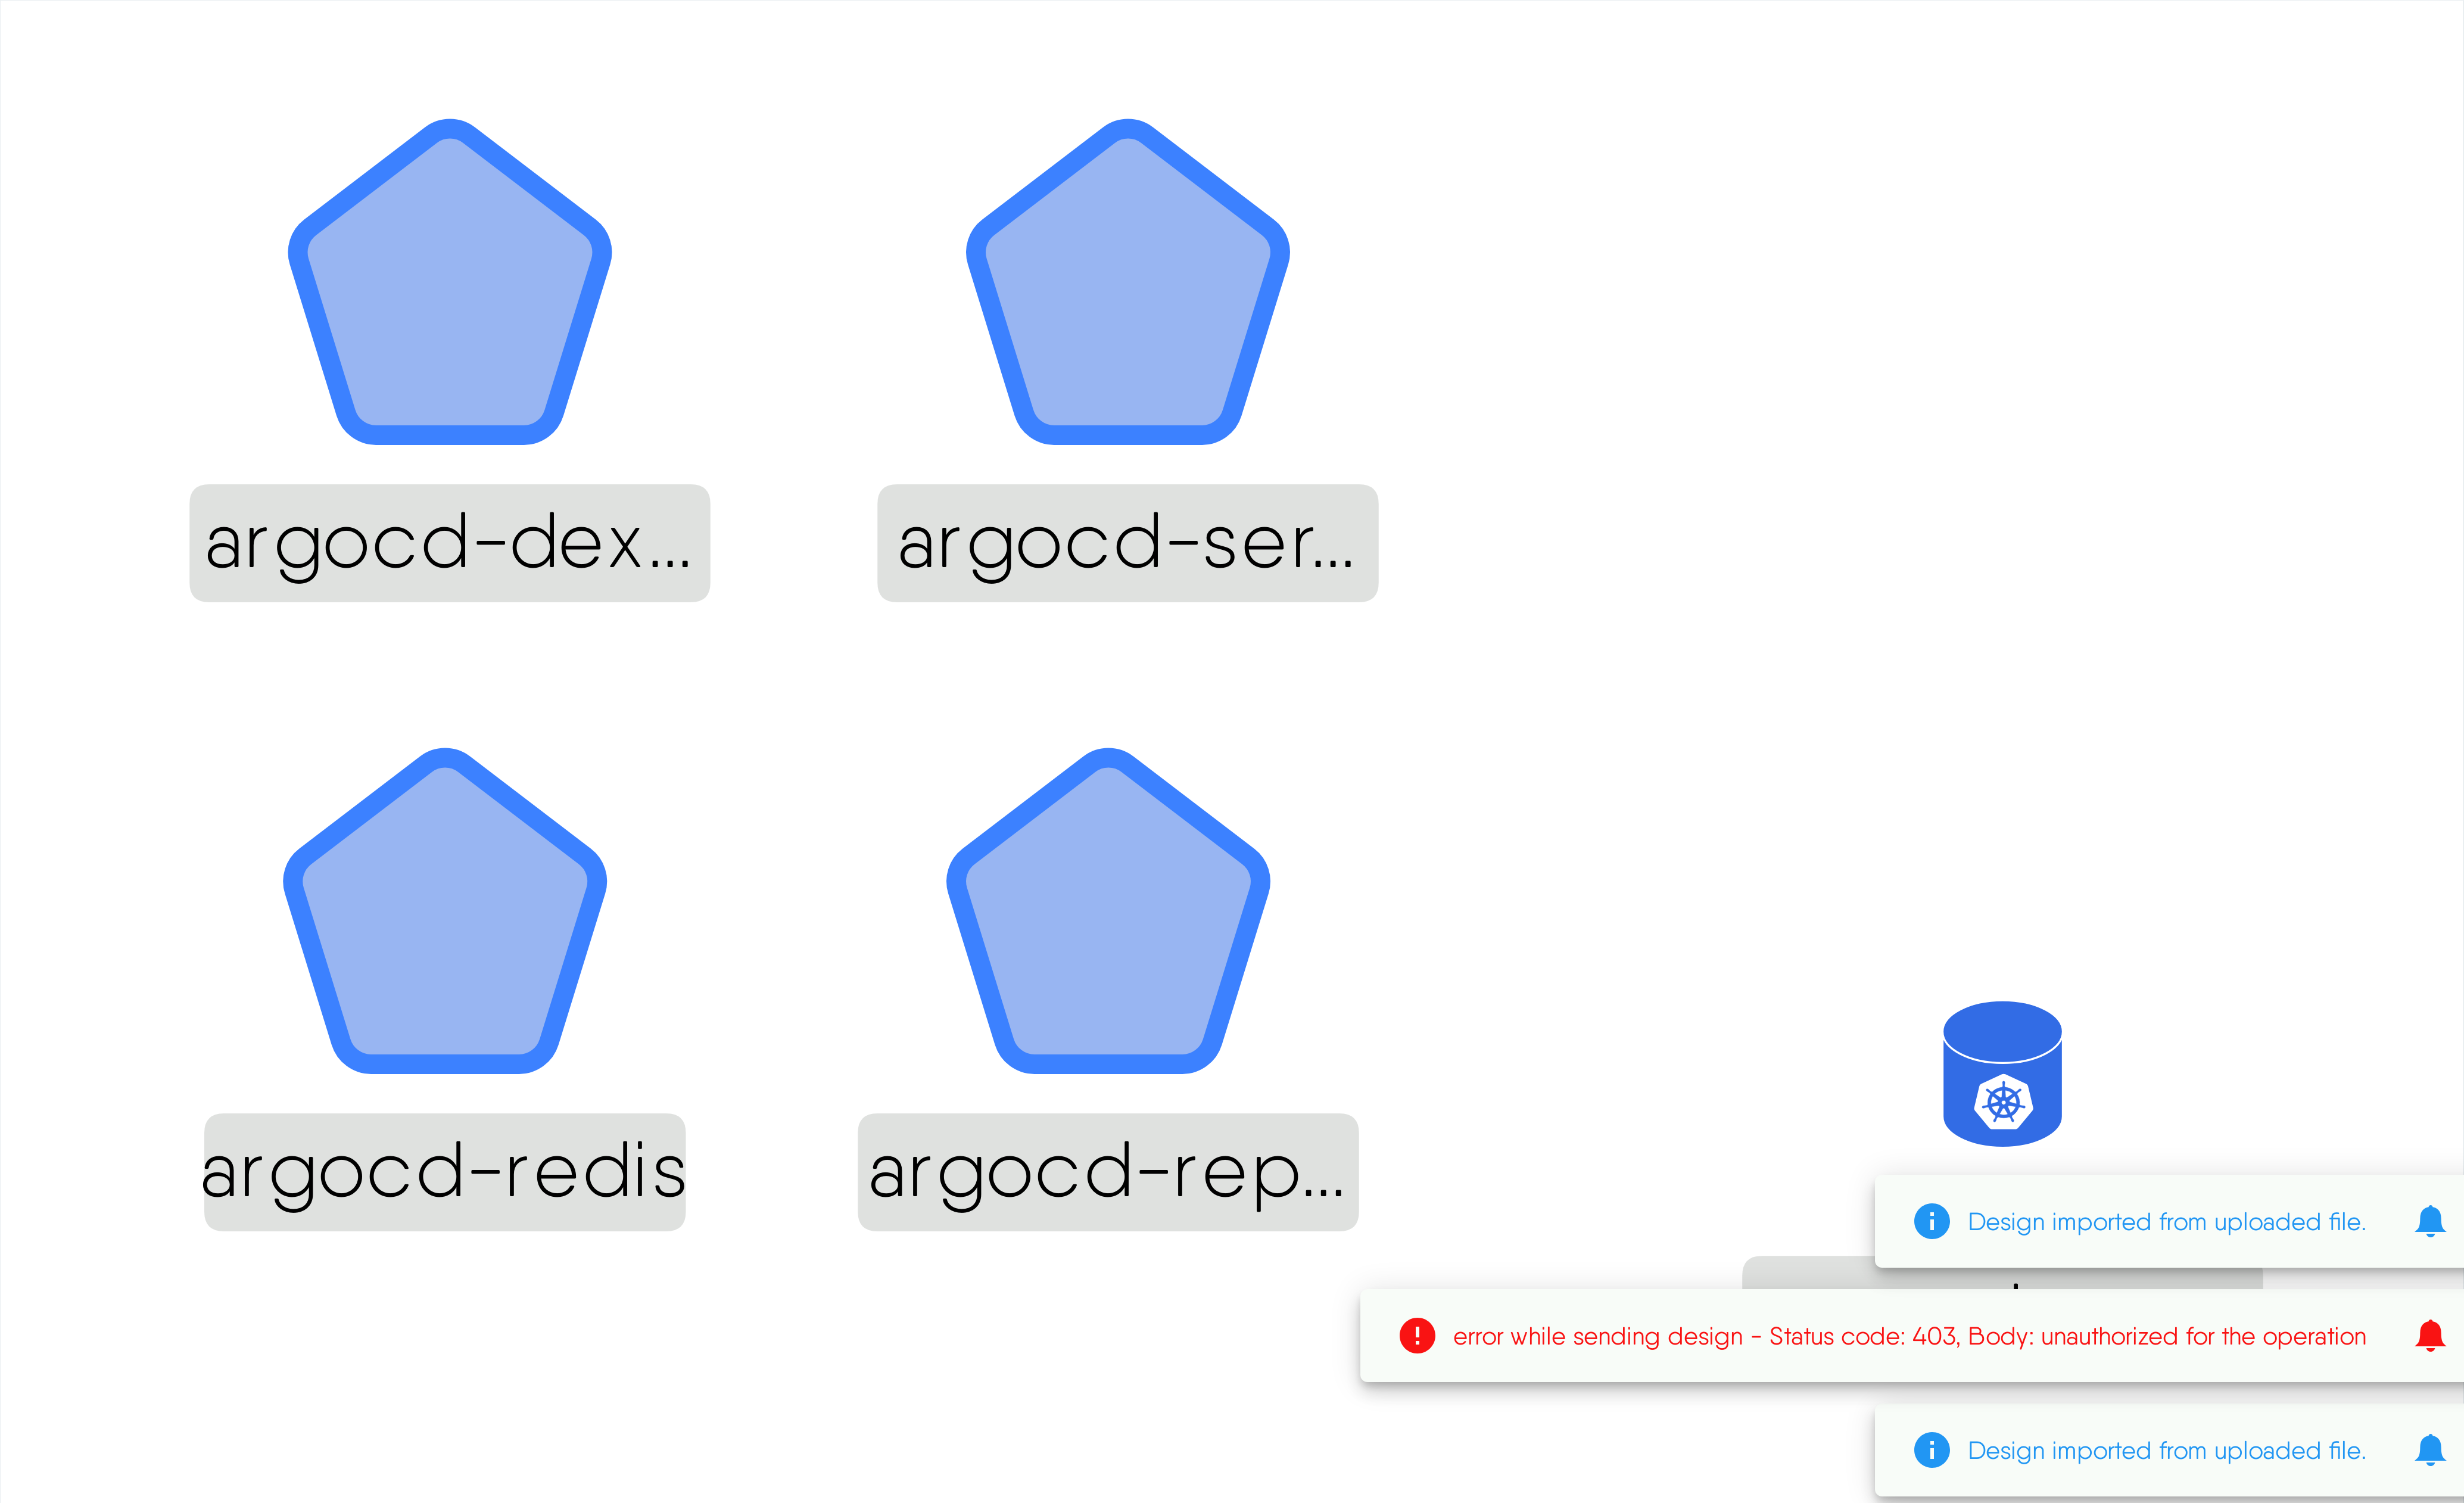 argocd-dex...
argocd-ser...
argocd-redis
argocd-rep...
Design imported from uploaded file.
error while sending design - Status code: 403, Body: unauthorized for the operation
Design imported from uploaded file.